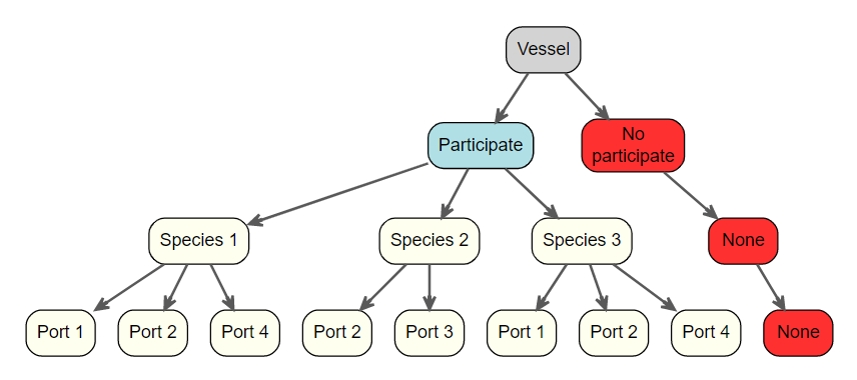 Vessel
Participate
No
participate
Species 1
Species 2
Species 3
None
Port 1
Port 2
Port 4
Port 2
Port 3
Port 1
Port 2
Port 4
None